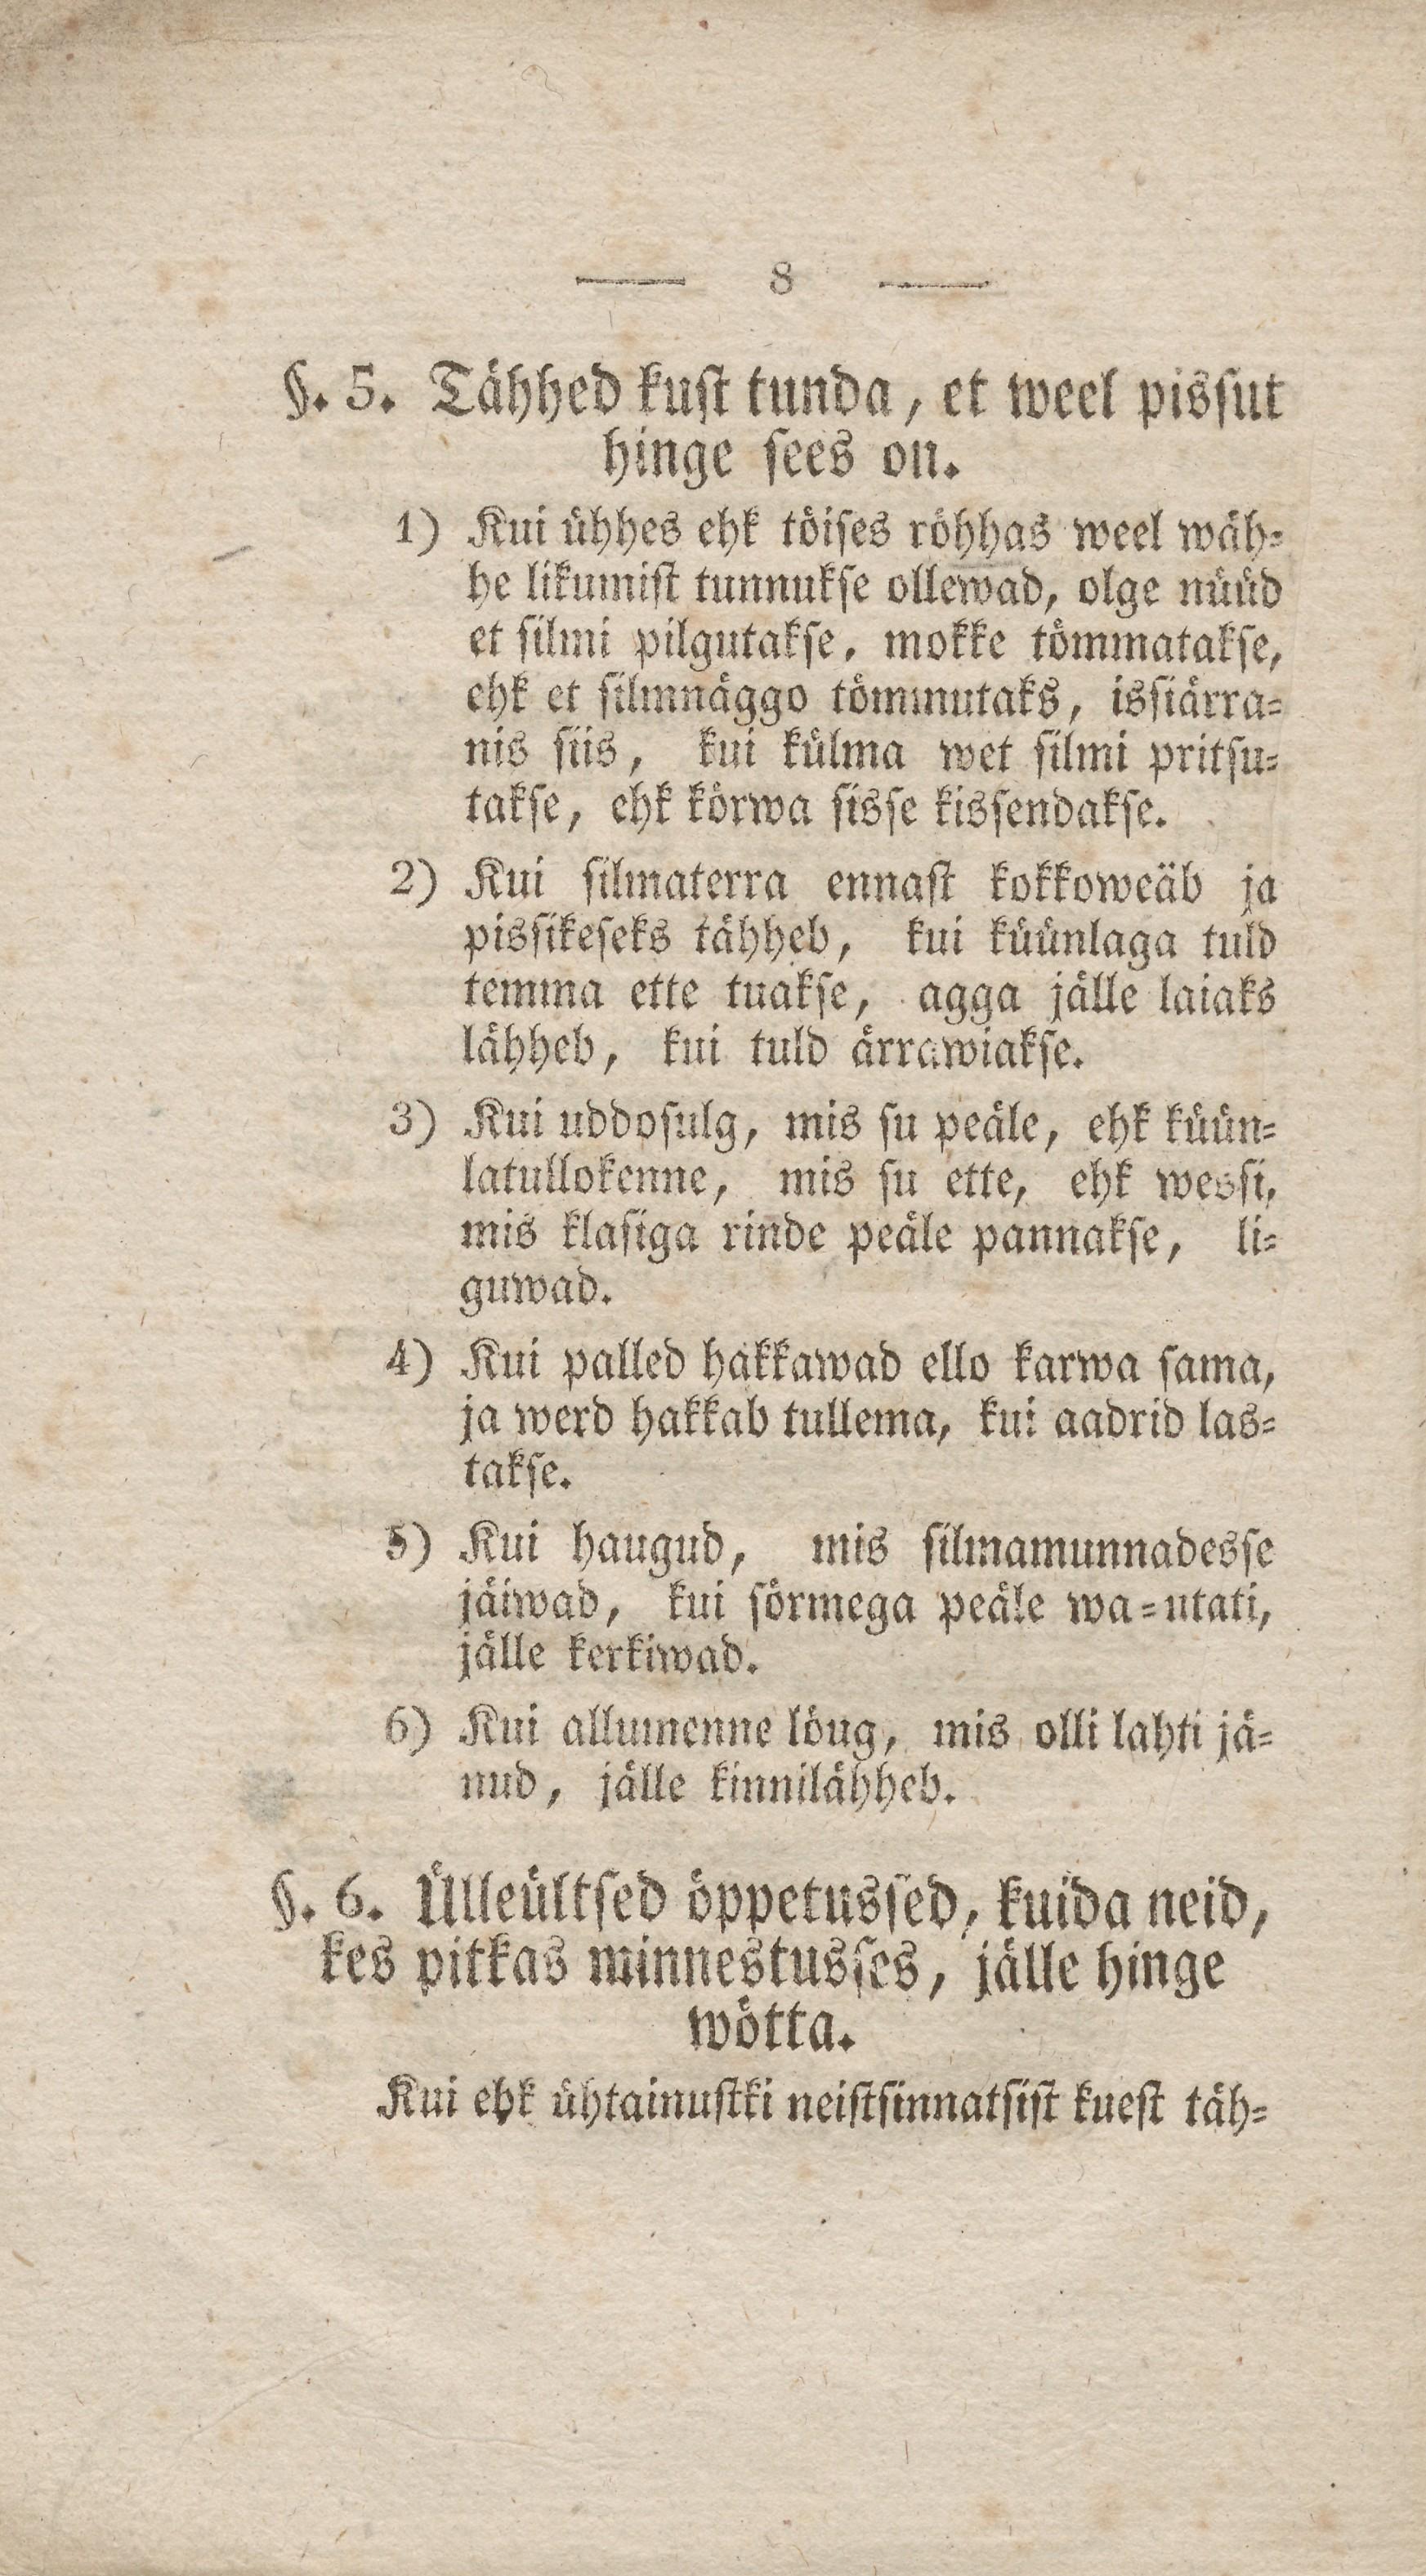 — 8 —
§. 5. Tähhed kust tunda, et weel pissut
hinge sees on.
1) Kui ühhes ehk töises röhhas weel wäh-
he likumist tunnukse ollewad, olge nüüd
et silmi pilgutakse, mokke tömmatakse,
ehk et silmnäggo tömmutaks, issiärra-
nis siis, kui külma wet silmi pritsu-
takse, ehk körwa sisse kissendakse.
2) Kui silmaterra ennast kokkoweäb ja
pissikeseks tähheb, kui küünlaga tuld
temma ette tuakse, agga jälle laiaks
lähheb, kui tuld ärrawiakse.
3) Kui uddosulg, mis su peäle, ehk küün-
latullokenne, mis su ette, ehk wessi,
mis klasiga rinde peäle pannakse, li-
guwad.
4) Kui palled hakkawad ello karwa sama,
ja werd hakkab tullema, kui aadrid las-
takse.
5) Kui haugud, mis silmamunnadesse
jäiwad, kui sörmega peäle wa-utati,
jälle kerkiwad.
6) Kui allumenne löug, mis olli lahti jä-
nud, jälle kinnilähheb.
§. 6. Ülleültsed öppetussed, kuida neid,
kes pitkas minnestusses, jälle hinge
wötta.
Kui ehk ühtainustki neistsinnatsist kuest täh-